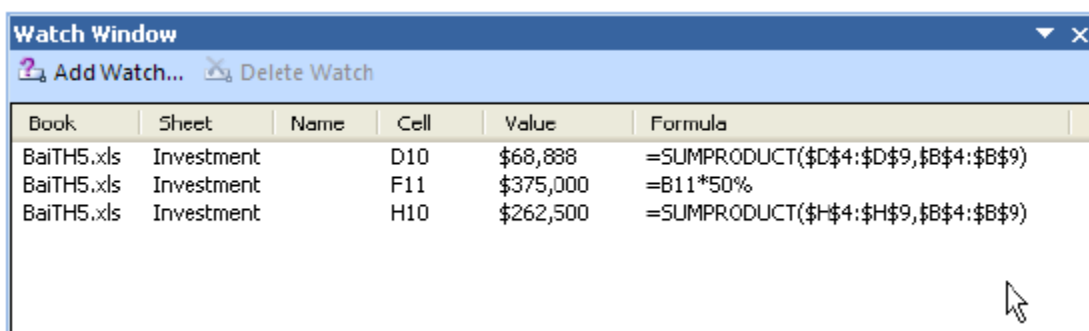 Watch Window
Add Watch... Delete Watch
Book Sheet Name Cell Value Formula
BaiTH5.xls Investment D10 $68,888 =SUMPRODUCT($D$4:$D$9,$B$4:$B$9)
BaiTH5.xls Investment F11 $375,000 =B11*50%
BaiTH5.xls Investment H10 $262,500 =SUMPRODUCT($H$4:$H$9,$B$4:$B$9)